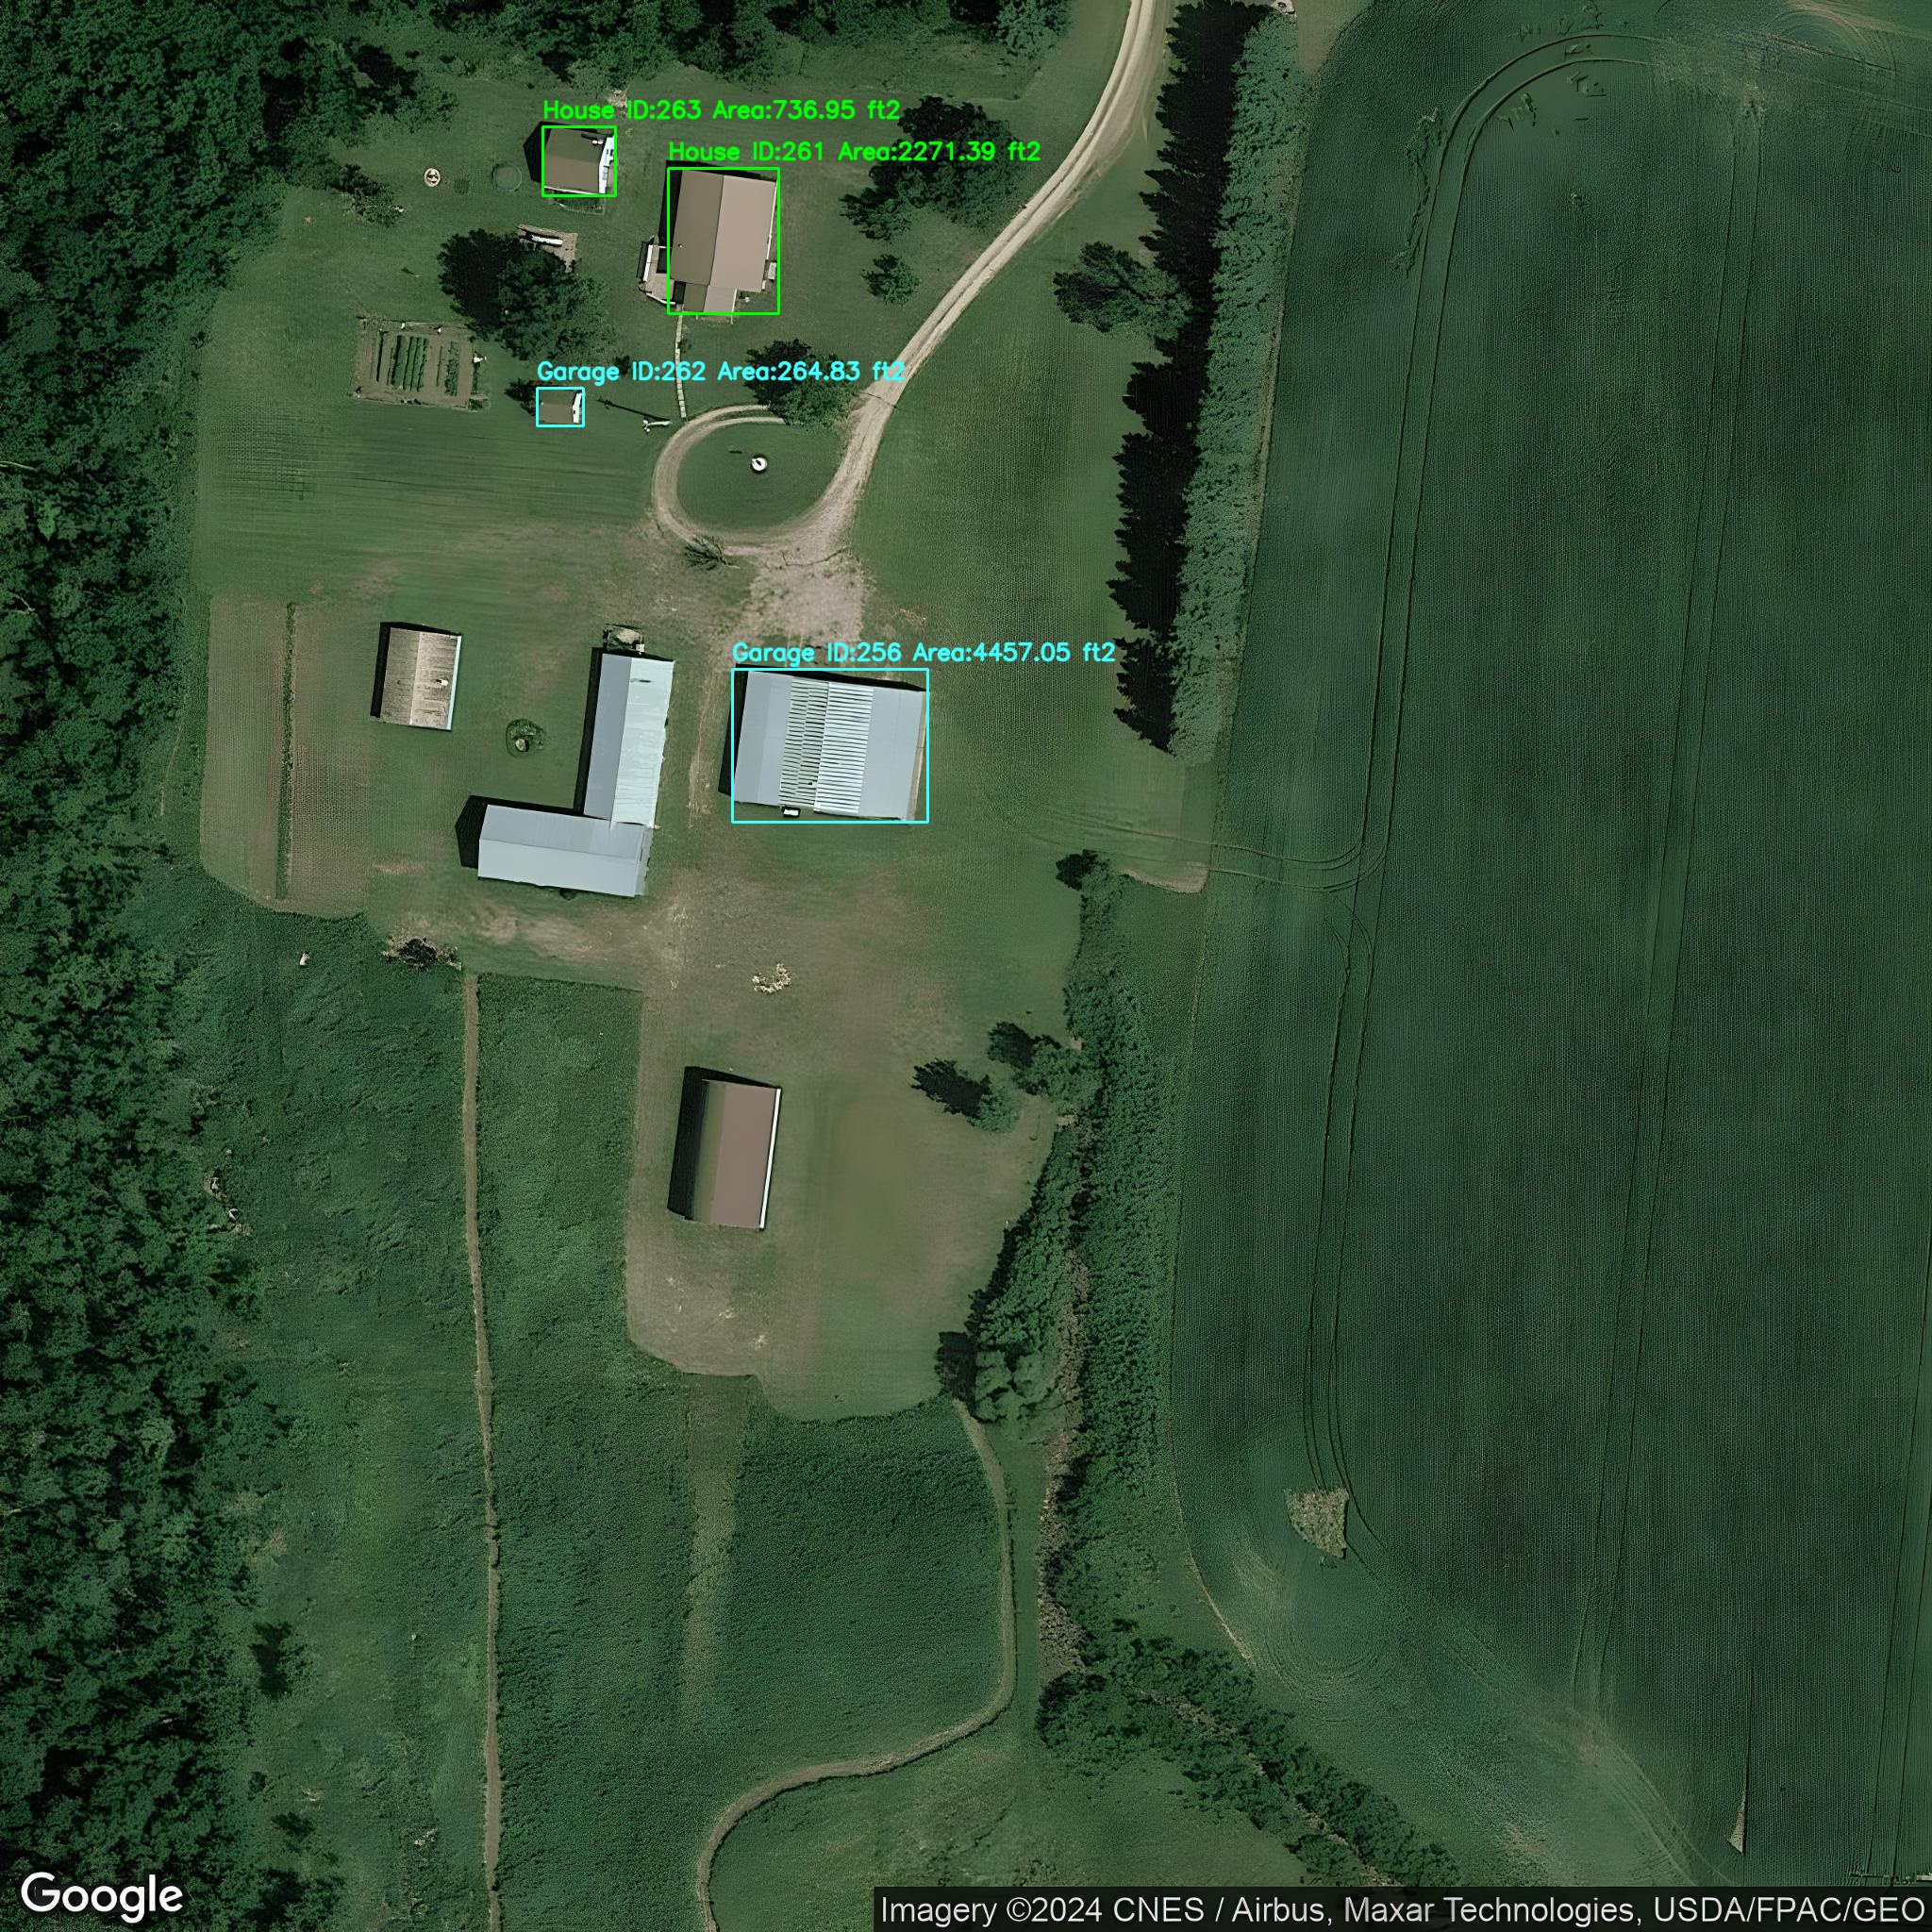 House ID:263 Area:736.95 ft2
House ID:261 Area:2271.39 ft2
Garage ID:262 Area:264.83 ft2
Garage ID:256 Area:4457.05 ft2
Google
Imagery ©2024 CNES / Airbus, Maxar Technologies, USDA/FPAC/GEO